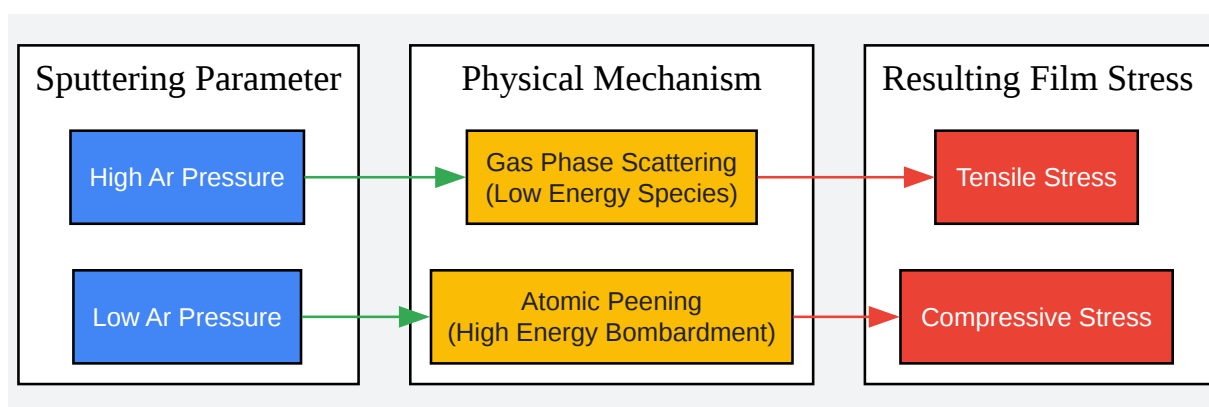 Sputtering Parameter
High Ar Pressure
Low Ar Pressure
Physical Mechanism
Gas Phase Scattering
(Low Energy Species)
Atomic Peening
(High Energy Bombardment)
Resulting Film Stress
Tensile Stress
Compressive Stress